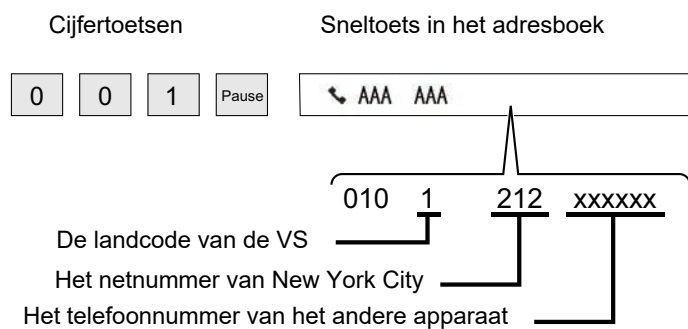 Cijfertoetsen Sneltoets in het adresboek
0 0 1 Pause AAA AAA
010 1 212 xxxxxx
De landcode van de VS
Het netnummer van New York City
Het telefoonnummer van het andere apparaat